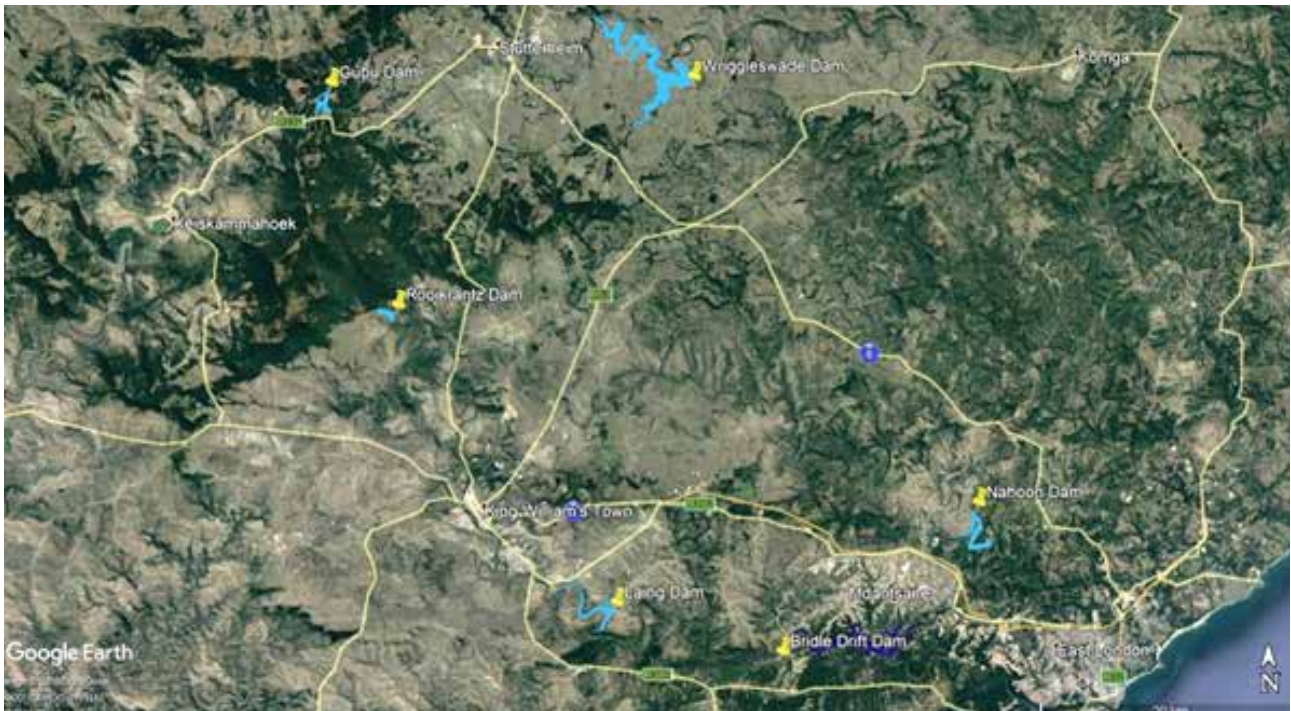 Stutterheim
Gubu Dam
Wriggleswade Dam
Komga
Keiskammahoek
Rooikrantz Dam
Nahoon Dam
King William's Town
Laing Dam
Mdantsane
Bridle Drift Dam
East London
Google Earth
N